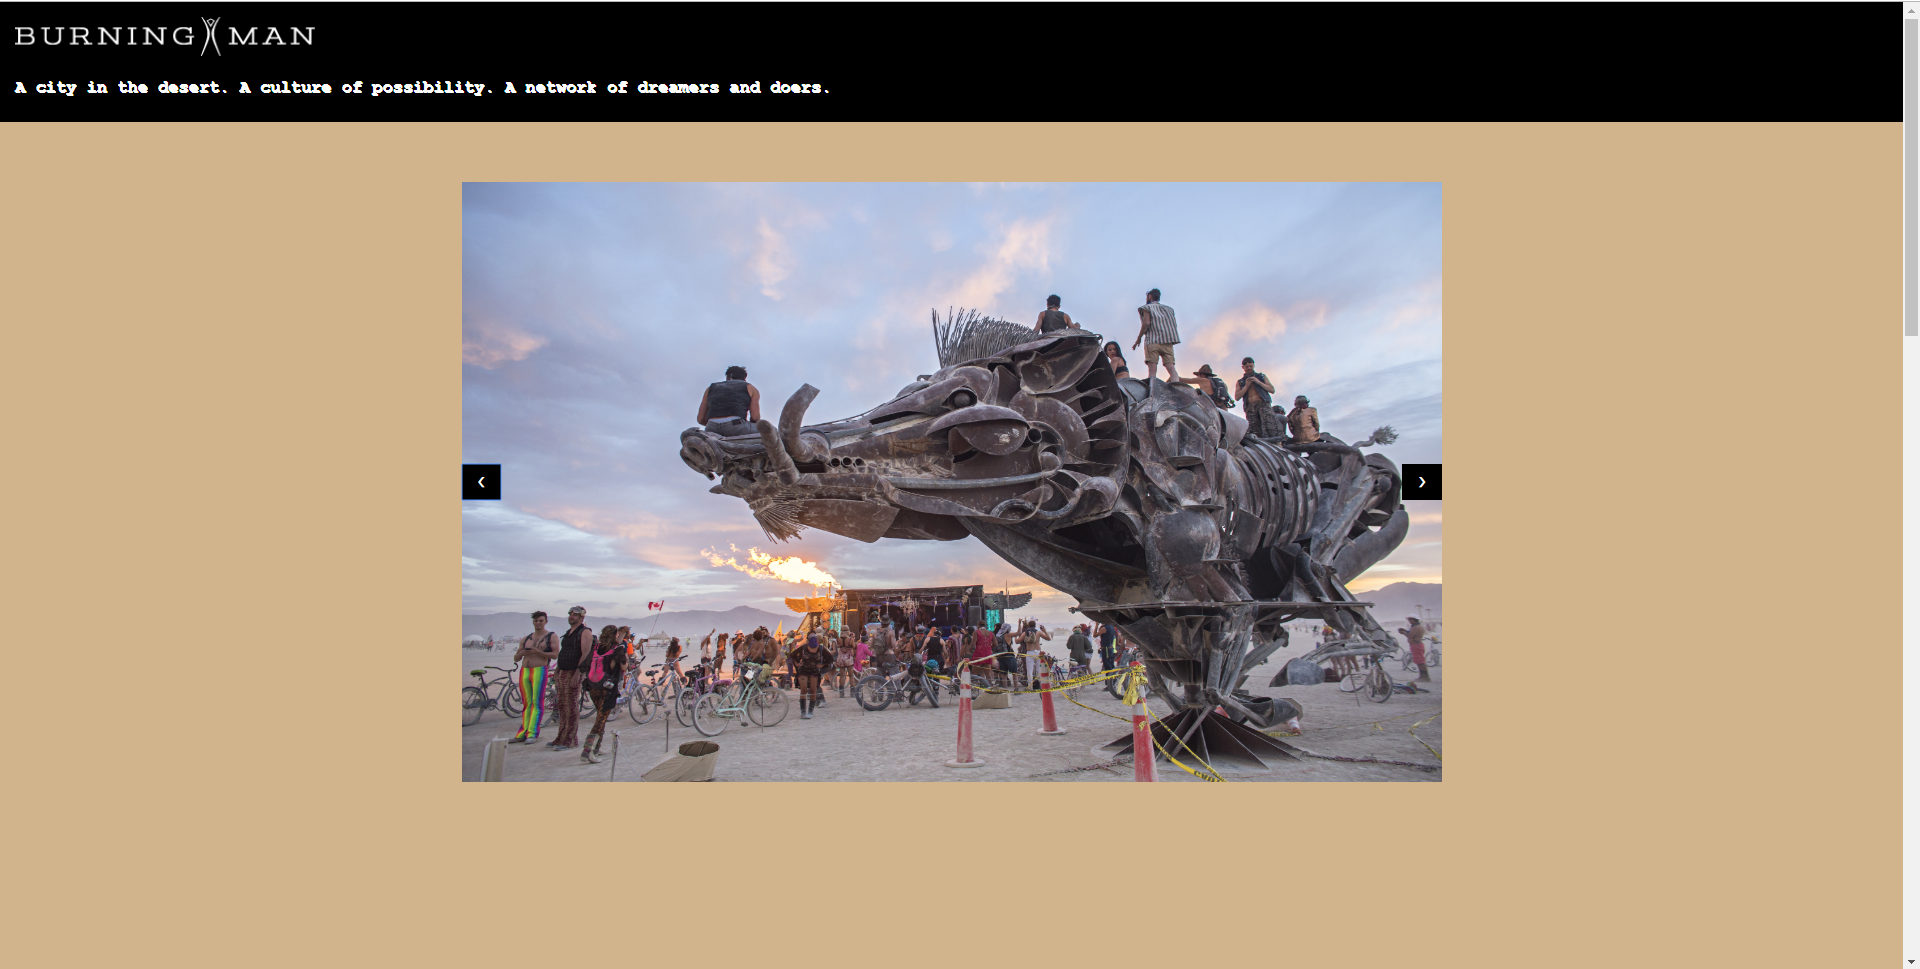 BURNING MAN
A city in the desert. A culture of possibility. A network of dreamers and doers.
❮ ❯